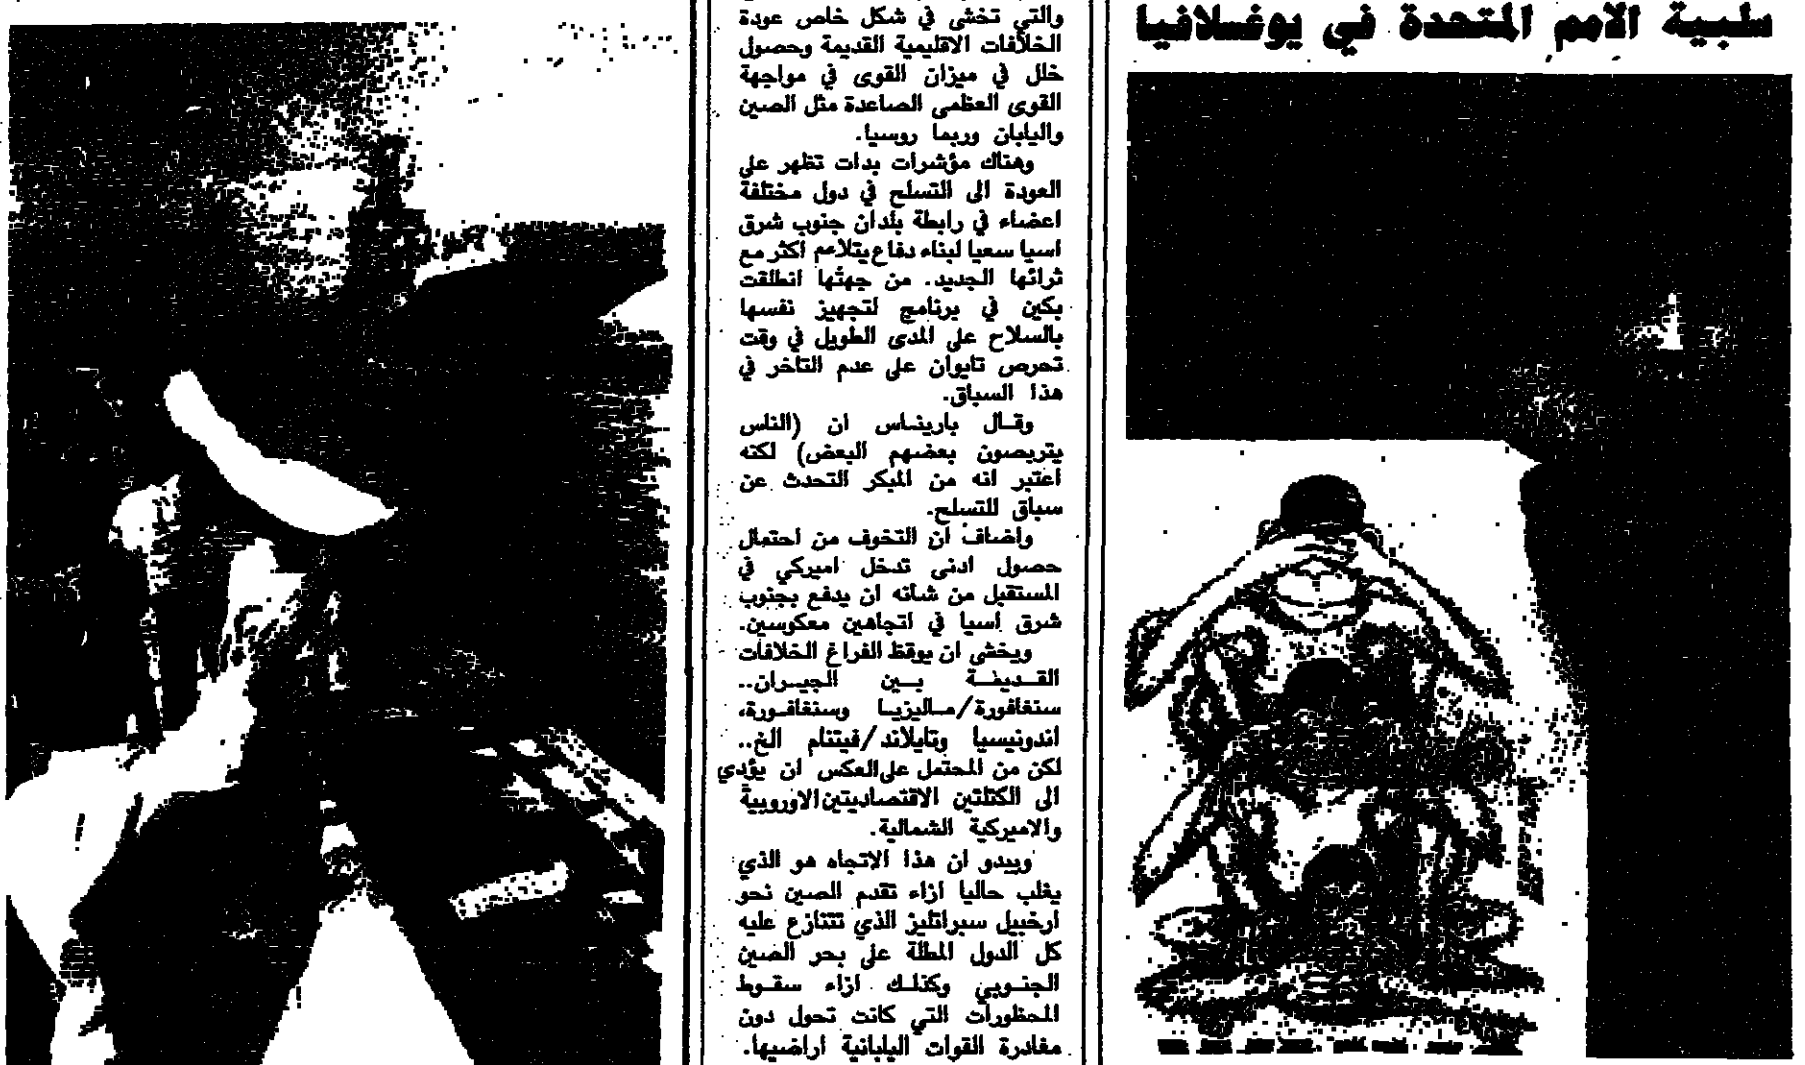 سلبية الامم المتحدة في يوغسلافيا
والتي تخشى في شكل خاص عودة
الخلافات الاقليمية القديمة وحصول
خلل في ميزان القوى في مواجهة
القوى العظمى الصاعدة مثل الصين
واليابان وربما روسيا.
وهناك مؤشرات بدات تظهر على
العودة الى التسلح في دول مختلفة
اعضاء في رابطة بلدان جنوب شرق
اسيا سعيا لبناء دفاع يتلاءم اكثر مع
ثرائها الجديد. من جهتها انطلقت
بكين في برنامج لتجهيز نفسها
بالسلاح على المدى الطويل في وقت
تحرص تايوان على عدم التاخر في
هذا السباق.
وقال باريناس ان (الناس
يتربصون بعضهم البعض) لكنه
اعتبر انه من المبكر التحدث عن
سباق للتسلح.
واضاف ان التخوف من احتمال
حصول ادنى تدخل اميركي في
المستقبل من شانه ان يدفع بجنوب
شرق اسيا في اتجاهين معكوسين.
ويخشى ان يوقظ الفراغ الخلافات
القديمة بين الجيران..
سنغافورة/ماليزيا وسنغافورة،
اندونيسيا وتايلاند/فيتنام الخ..
لكن من المحتمل على العكس ان يؤدي
الى الكتلتين الاقتصاديتين الاوروبية
والاميركية الشمالية.
ويبدو ان هذا الاتجاه هو الذي
يغلب حاليا ازاء تقدم الصين نحو
ارخبيل سبراتليز الذي تتنازع عليه
كل الدول المطلة على بحر الصين
الجنوبي وكذلك ازاء سقوط
المحظورات التي كانت تحول دون
مغادرة القوات اليابانية اراضيها.